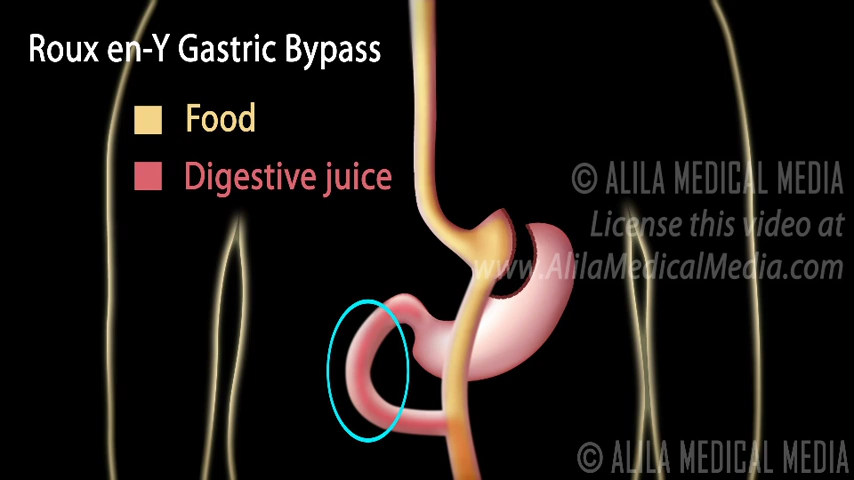 Roux en-Y Gastric Bypass
Food
Digestive juice
© ALILA MEDICAL MEDIA
License this video at
www.AlilaMedicalMedia.com
© ALILA MEDICAL MEDIA